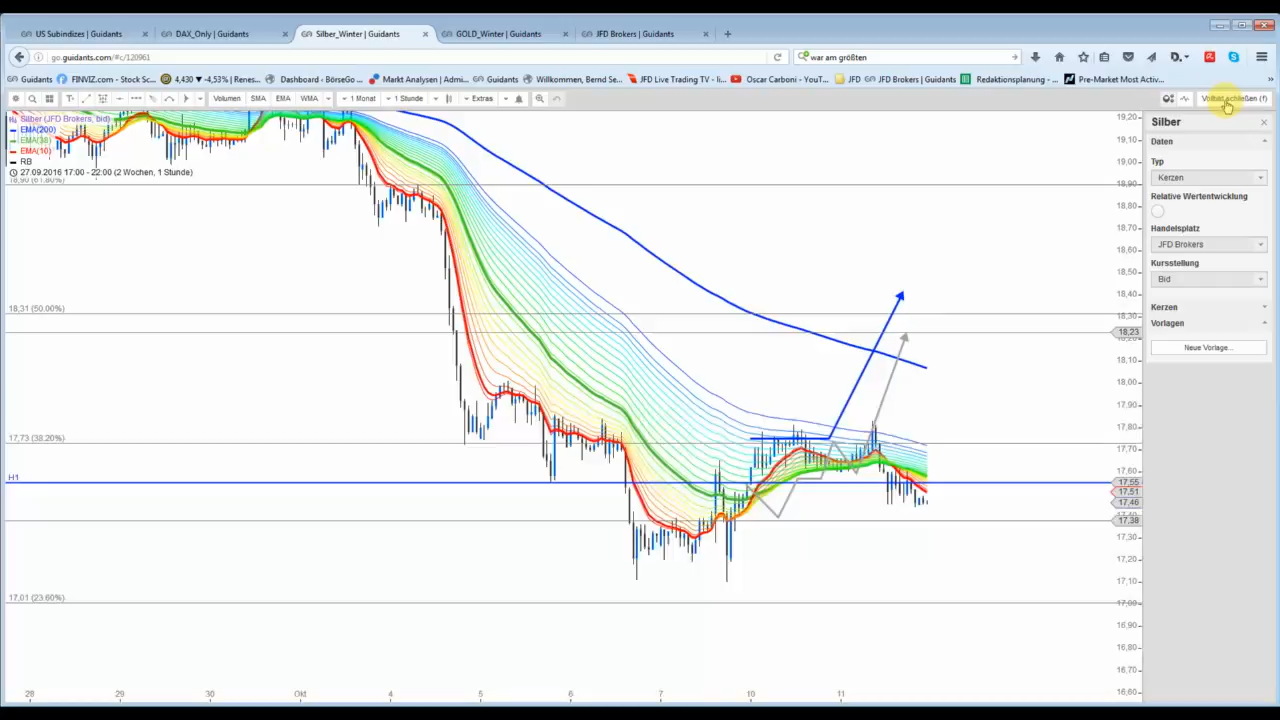 US Subindizes | Guidants
DAX_Only | Guidants
Silber_Winter | Guidants
GOLD_Winter | Guidants
JFD Brokers | Guidants
go.guidants.com/#c/120961
war am größten
Guidants
FINVIZ.com - Stock Sc...
4,430 ▼ -4,53% | Renes...
Dashboard - BörseGo ...
Markt Analysen | Admi...
Guidants
Willkommen, Bernd Se...
JFD Live Trading TV - li...
Oscar Carboni - YouT...
JFD
JFD Brokers | Guidants
Redaktionsplanung - ...
Pre-Market Most Activ...
Volumen
SMA
EMA
WMA
1 Monat
1 Stunde
Extras
Silber (JFD Brokers, bid)
EMA(200)
EMA(38)
EMA(10)
RB
27.09.2016 17:00 - 22:00 (2 Wochen, 1 Stunde)
18,90 (61,80%)
18,31 (50.00%)
17,73 (38.20%)
H1
17,01 (23.60%)
19,20
19,10
19,00
18,90
18,80
18,70
18,60
18,50
18,40
18,30
18,23
18,10
18,00
17,90
17,80
17,70
17,60
17,55
17,51
17,46
17,38
17,30
17,20
17,10
17,00
16,90
16,80
16,70
16,60
28
29
30
Okt
4
5
6
7
10
11
Silber
Daten
Typ
Kerzen
Relative Wertentwicklung
Handelsplatz
JFD Brokers
Kursstellung
Bid
Kerzen
Vorlagen
Neue Vorlage...